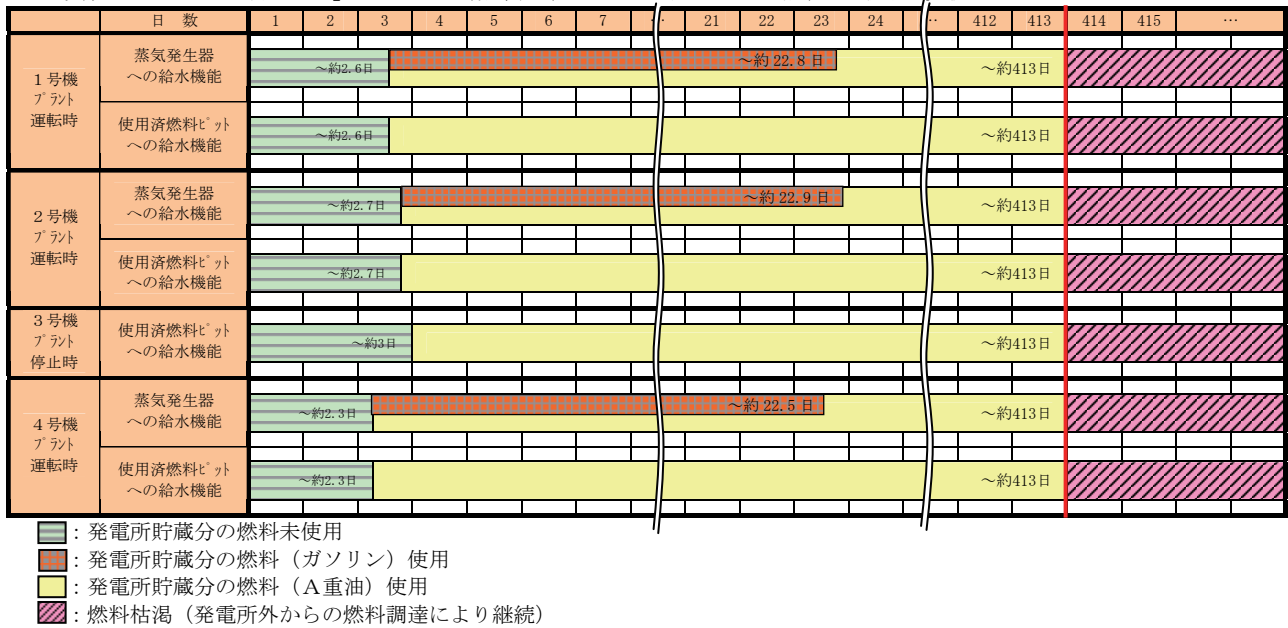 日 数 1 2 3 4 5 6 7 … 21 22 23 24 … 412 413 414 415 …
1号機
プラント
運転時
蒸気発生器
への給水機能
～約2.6日 ～約22.8日 ～約413日
使用済燃料ピット
への給水機能
～約2.6日 ～約413日
2号機
プラント
運転時
蒸気発生器
への給水機能
～約2.7日 ～約22.9日 ～約413日
使用済燃料ピット
への給水機能
～約2.7日 ～約413日
3号機
プラント
停止時
使用済燃料ピット
への給水機能
～約3日 ～約413日
4号機
プラント
運転時
蒸気発生器
への給水機能
～約2.3日 ～約22.5日 ～約413日
使用済燃料ピット
への給水機能
～約2.3日 ～約413日
：発電所貯蔵分の燃料未使用
：発電所貯蔵分の燃料（ガソリン）使用
：発電所貯蔵分の燃料（A重油）使用
：燃料枯渇（発電所外からの燃料調達により継続）